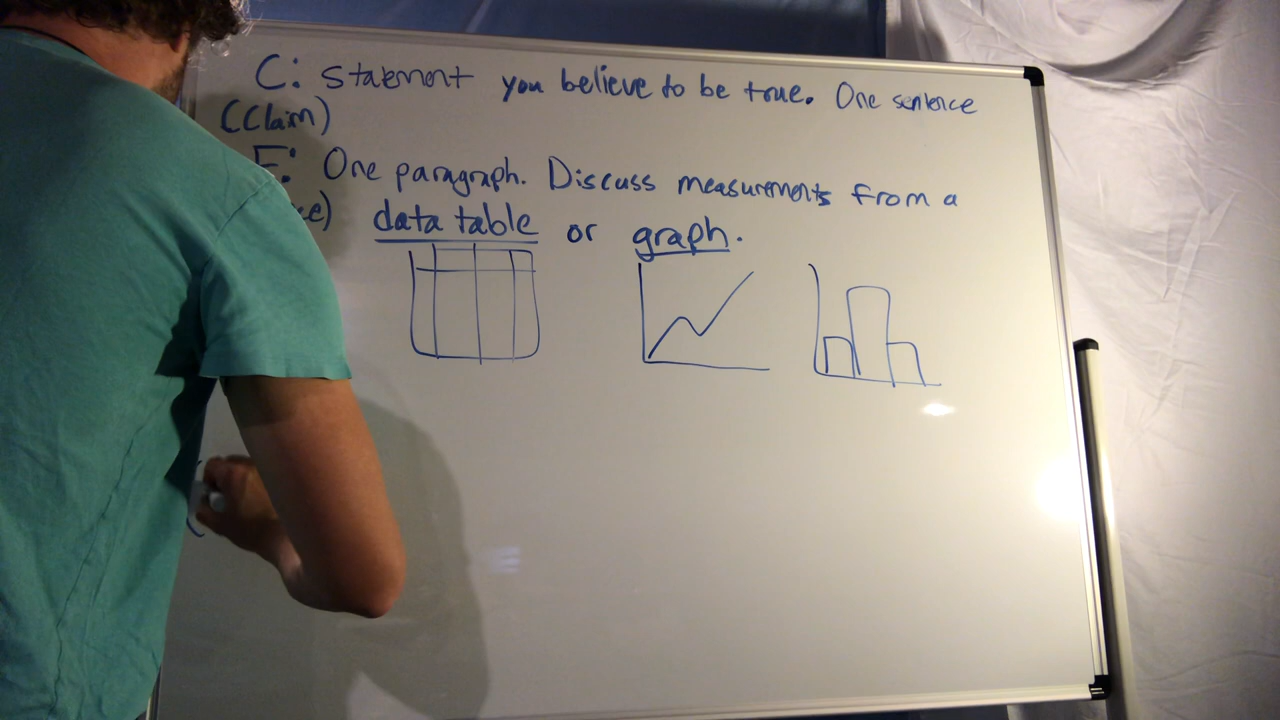 C: Statement you believe to be true. One sentence
(Claim)
E: One paragraph. Discuss measurements from a
data table or graph.